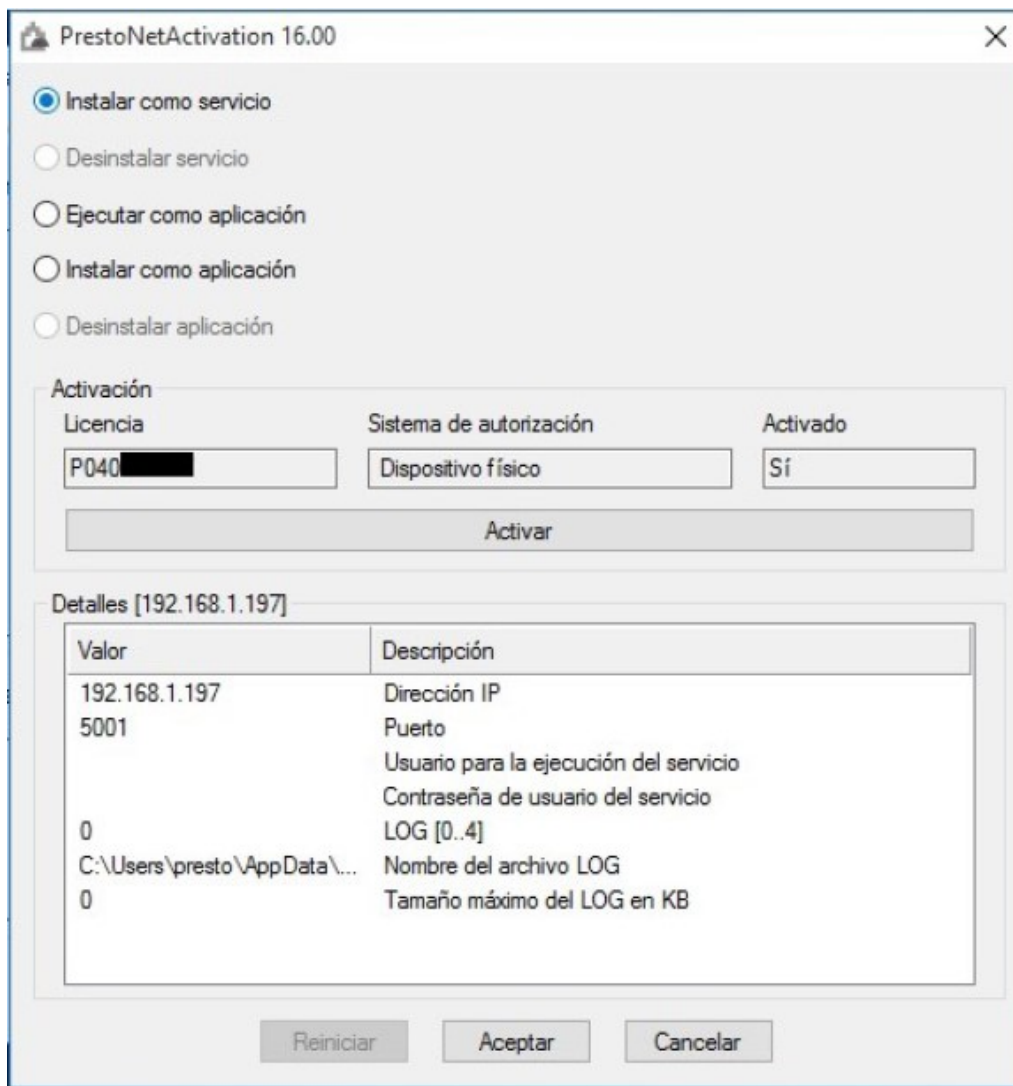 PrestoNetActivation 16.00
Instalar como servicio
Desinstalar servicio
Ejecutar como aplicación
Instalar como aplicación
Desinstalar aplicación
Activación
Licencia Sistema de autorización Activado
P040 Dispositivo físico Sí
Activar
Detalles [192.168.1.197]
Valor Descripción
192.168.1.197 Dirección IP
5001 Puerto
Usuario para la ejecución del servicio
Contraseña de usuario del servicio
0 LOG [0..4]
C:\Users\presto\AppData\... Nombre del archivo LOG
0 Tamaño máximo del LOG en KB
Reiniciar Aceptar Cancelar